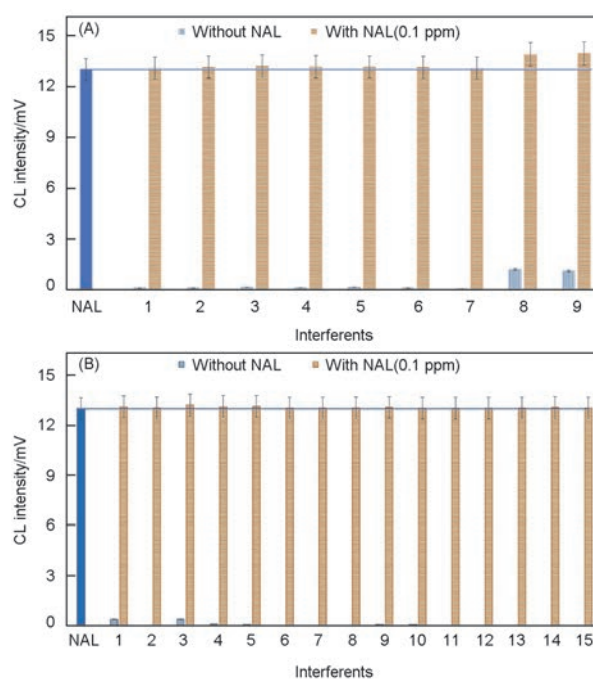 (A)
Without NAL
With NAL(0.1 ppm)
15
12
9
6
3
0
CL intensity/mV
NAL 1 2 3 4 5 6 7 8 9
Interferents
(B)
Without NAL
With NAL(0.1 ppm)
15
12
9
6
3
0
CL intensity/mV
NAL 1 2 3 4 5 6 7 8 9 10 11 12 13 14 15
Interferents